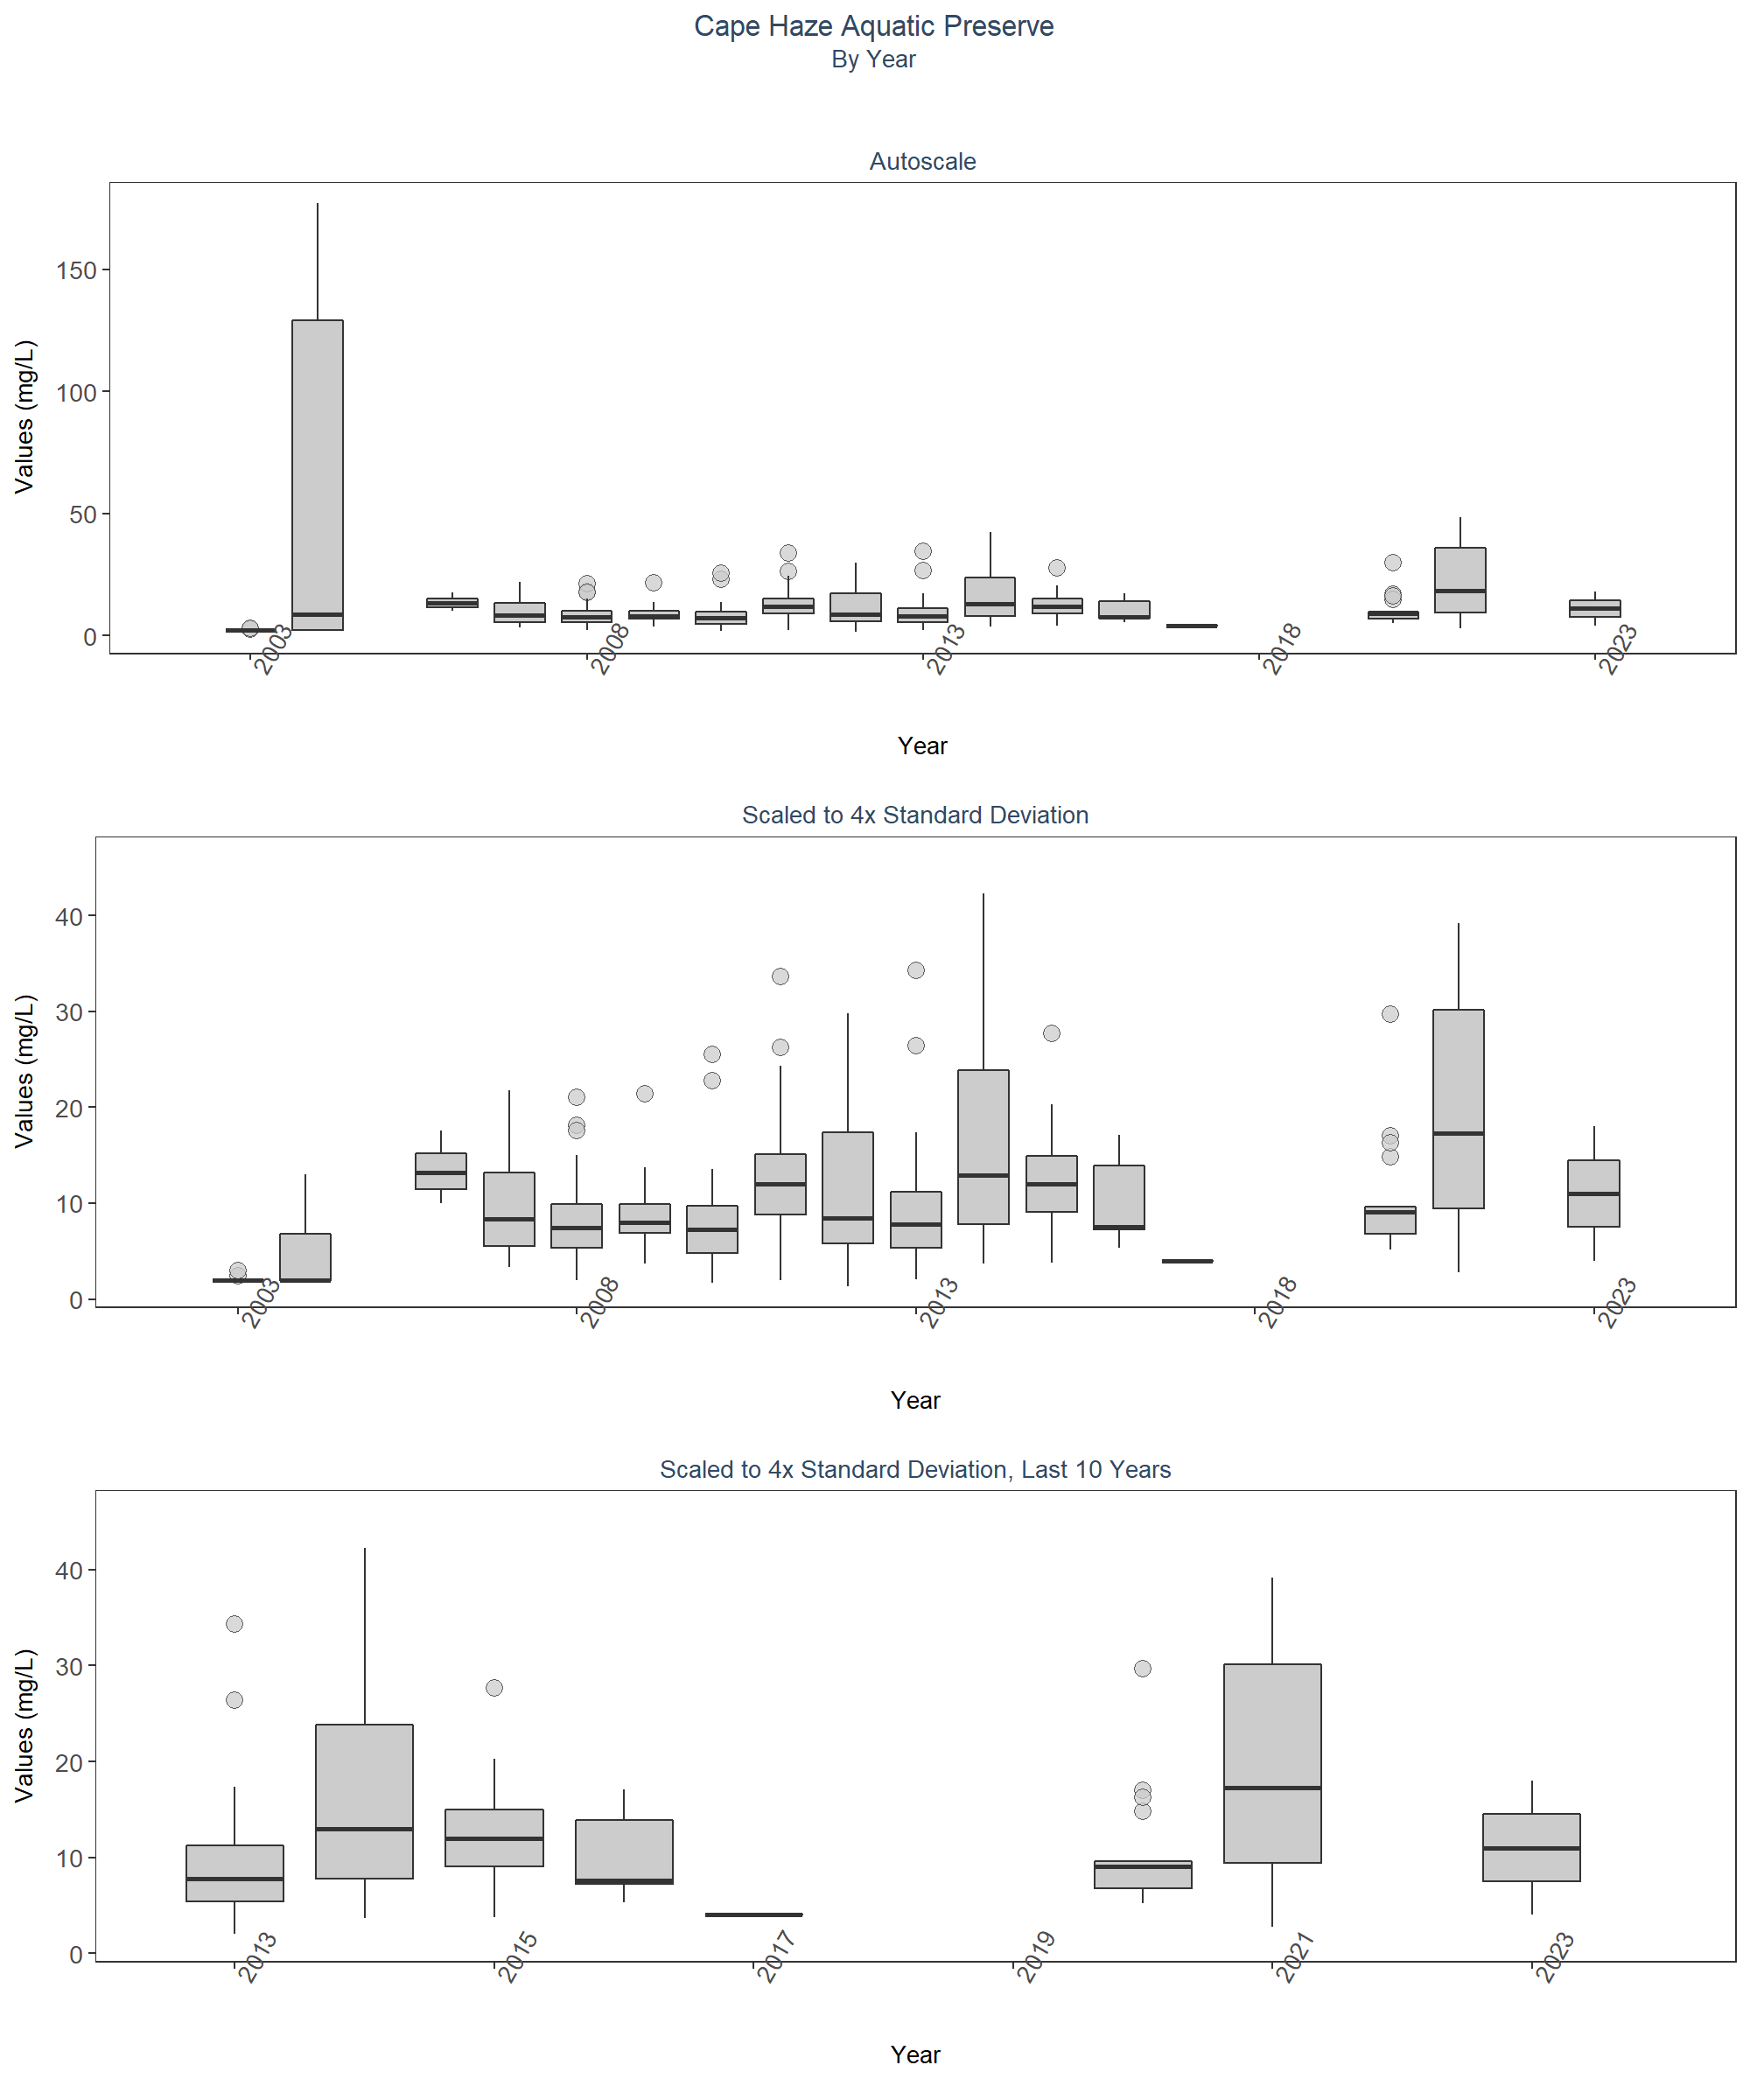 Cape Haze Aquatic Preserve
By Year
Autoscale
Values (mg/L)
150
100
50
0
2003
2008
2013
2018
2023
Year
Scaled to 4x Standard Deviation
Values (mg/L)
40
30
20
10
0
2003
2008
2013
2018
2023
Year
Scaled to 4x Standard Deviation, Last 10 Years
Values (mg/L)
40
30
20
10
0
2013
2015
2017
2019
2021
2023
Year